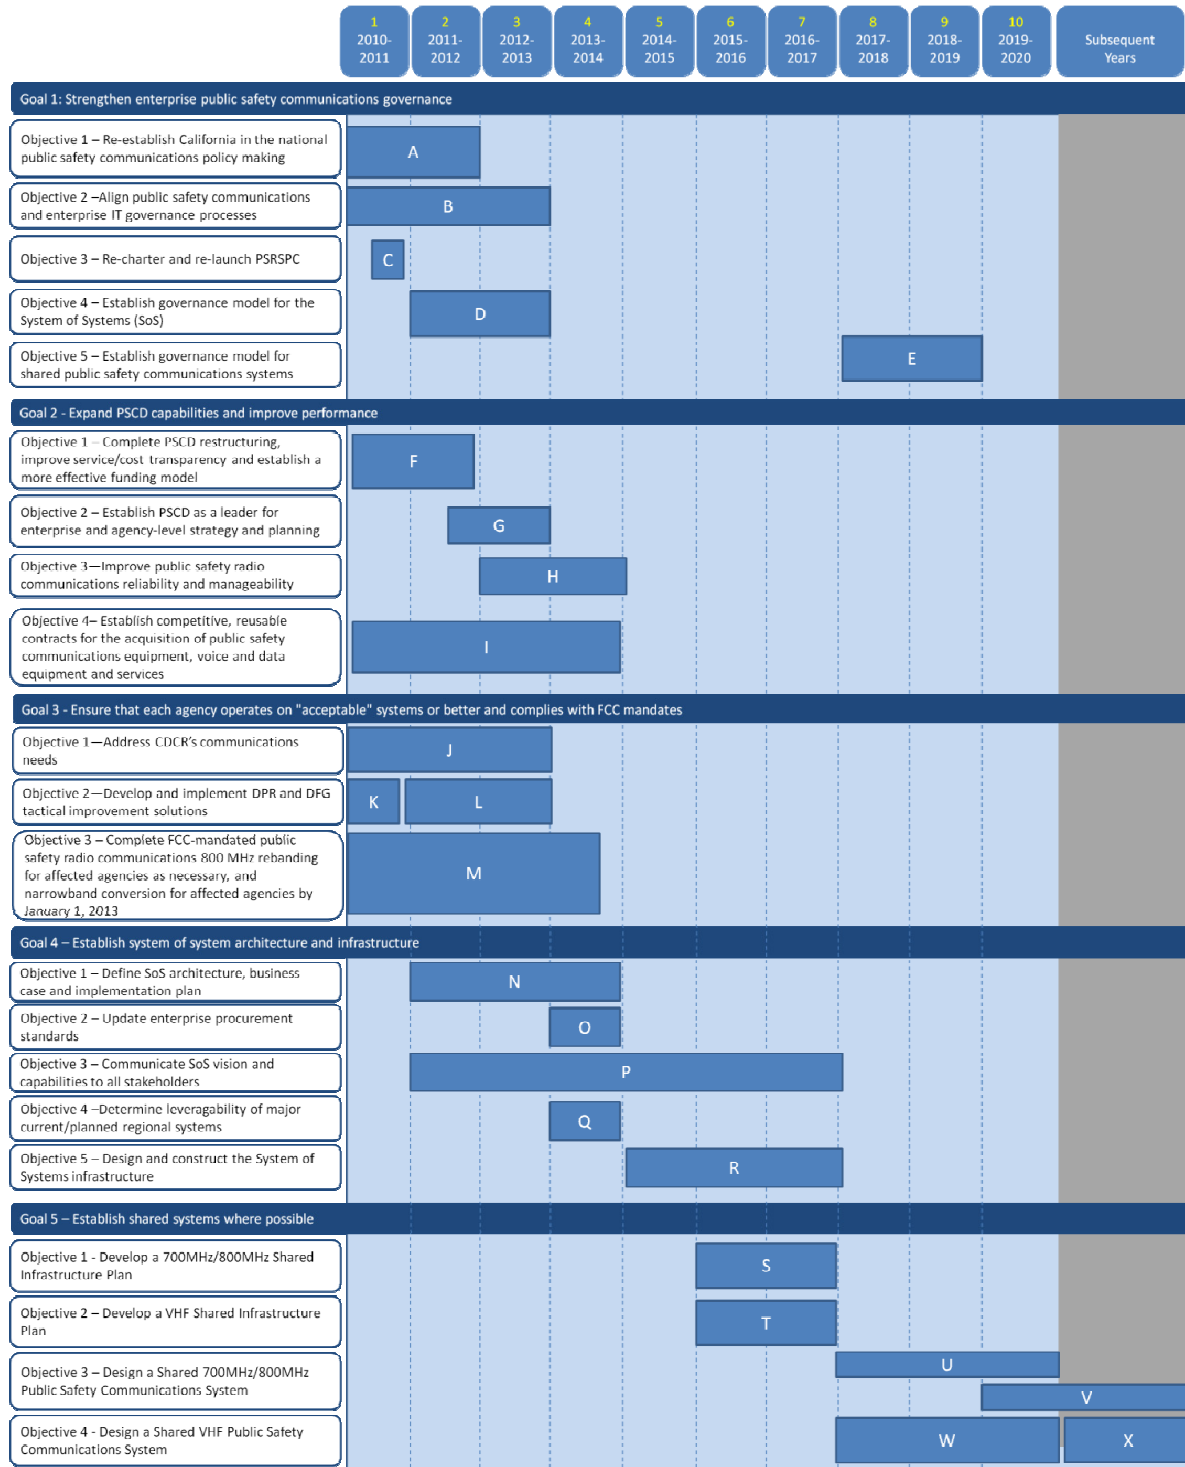 1
2010-
2011
2
2011-
2012
3
2012-
2013
4
2013-
2014
5
2014-
2015
6
2015-
2016
7
2016-
2017
8
2017-
2018
9
2018-
2019
10
2019-
2020
Subsequent
Years
Goal 1: Strengthen enterprise public safety communications governance
Objective 1 – Re-establish California in the national
public safety communications policy making
A
Objective 2 –Align public safety communications
and enterprise IT governance processes
B
Objective 3 – Re-charter and re-launch PSRSPC
C
Objective 4 – Establish governance model for the
System of Systems (SoS)
D
Objective 5 – Establish governance model for
shared public safety communications systems
E
Goal 2 - Expand PSCD capabilities and improve performance
Objective 1 – Complete PSCD restructuring,
improve service/cost transparency and establish a
more effective funding model
F
Objective 2 – Establish PSCD as a leader for
enterprise and agency-level strategy and planning
G
Objective 3—Improve public safety radio
communications reliability and manageability
H
Objective 4– Establish competitive, reusable
contracts for the acquisition of public safety
communications equipment, voice and data
equipment and services
I
Goal 3 - Ensure that each agency operates on "acceptable" systems or better and complies with FCC mandates
Objective 1—Address CDCR's communications
needs
J
Objective 2—Develop and implement DPR and DFG
tactical improvement solutions
K
L
Objective 3 – Complete FCC-mandated public
safety radio communications 800 MHz rebanding
for affected agencies as necessary, and
narrowband conversion for affected agencies by
January 1, 2013
M
Goal 4 – Establish system of system architecture and infrastructure
Objective 1 – Define SoS architecture, business
case and implementation plan
N
Objective 2 – Update enterprise procurement
standards
O
Objective 3 – Communicate SoS vision and
capabilities to all stakeholders
P
Objective 4 –Determine leveragability of major
current/planned regional systems
Q
Objective 5 – Design and construct the System of
Systems infrastructure
R
Goal 5 – Establish shared systems where possible
Objective 1 - Develop a 700MHz/800MHz Shared
Infrastructure Plan
S
Objective 2 – Develop a VHF Shared Infrastructure
Plan
T
Objective 3 – Design a Shared 700MHz/800MHz
Public Safety Communications System
U
V
Objective 4 - Design a Shared VHF Public Safety
Communications System
W
X